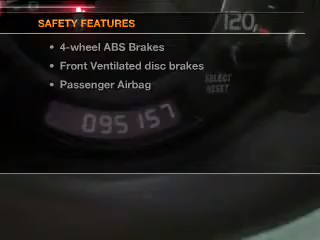 120
SAFETY FEATURES
• 4-wheel ABS Brakes
• Front Ventilated disc brakes
• Passenger Airbag
SELECT
RESET
095157